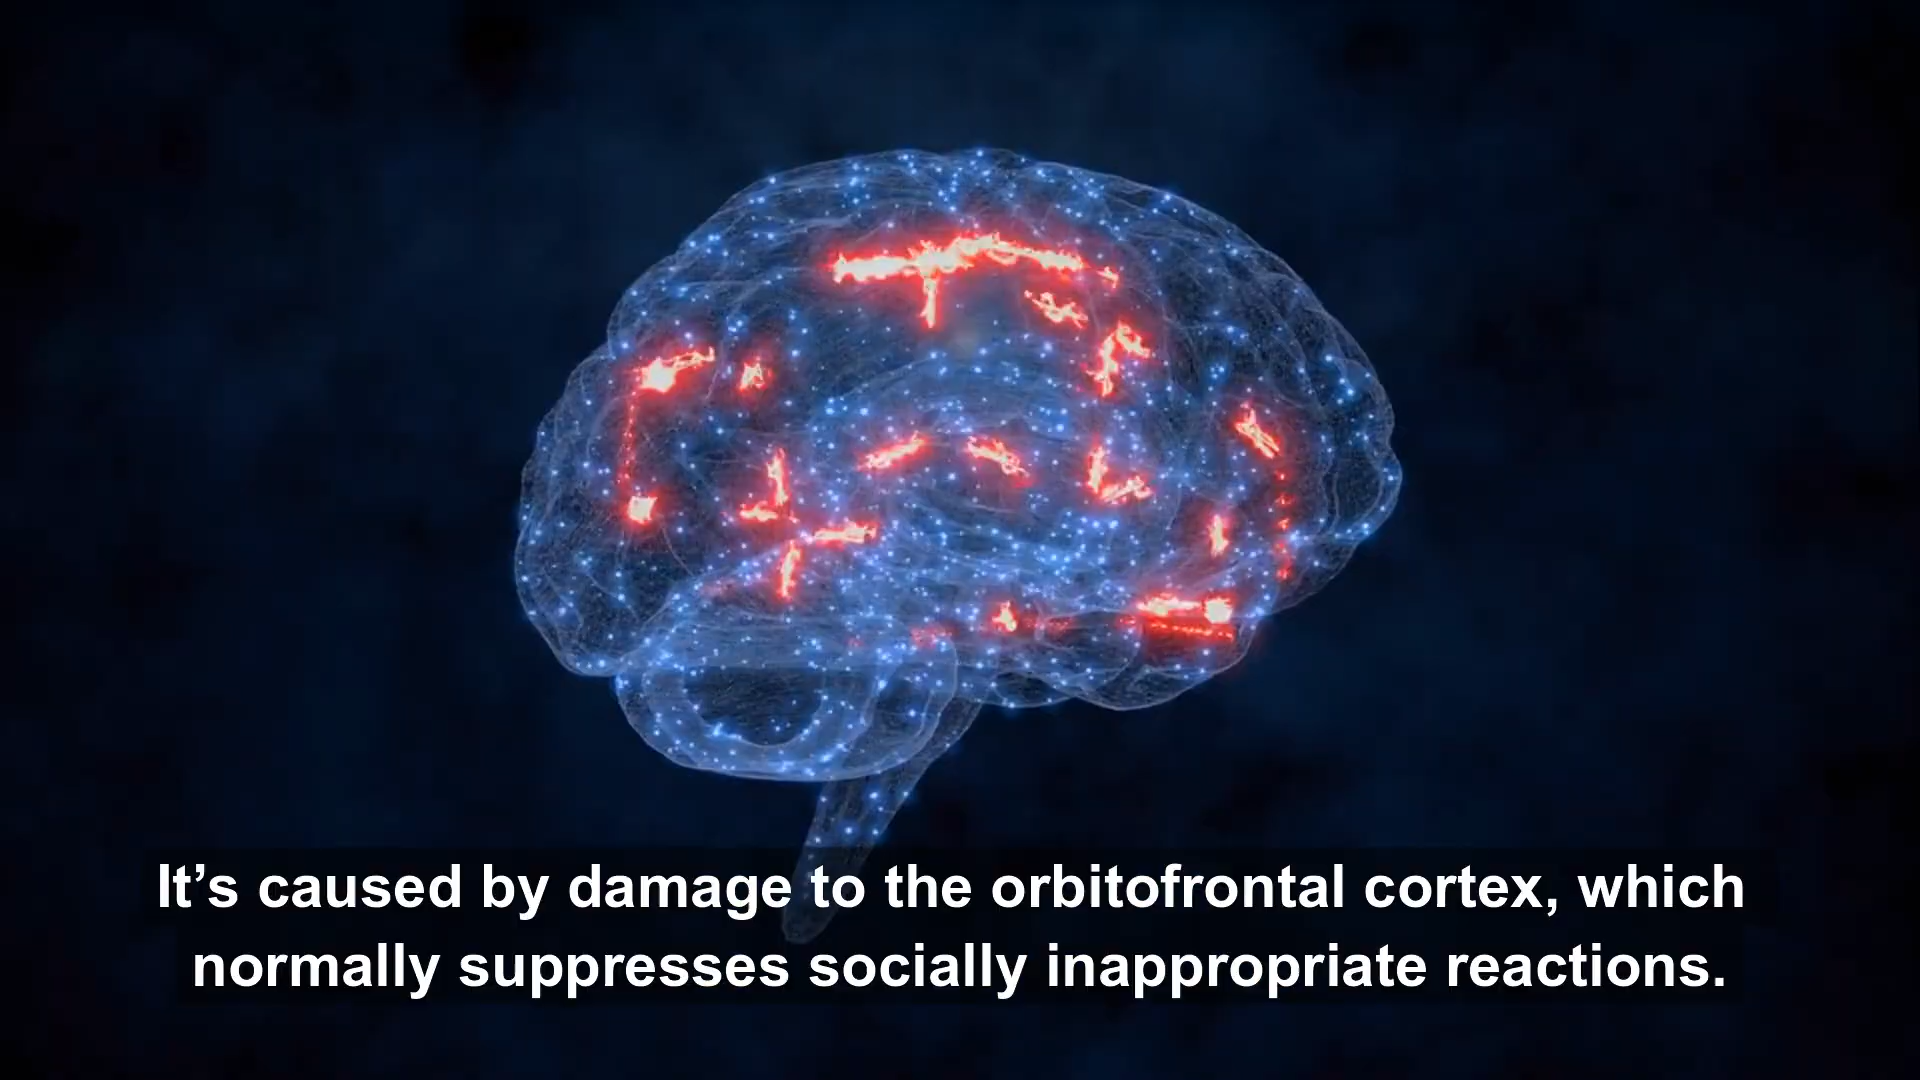 It’s caused by damage to the orbitofrontal cortex, which
normally suppresses socially inappropriate reactions.